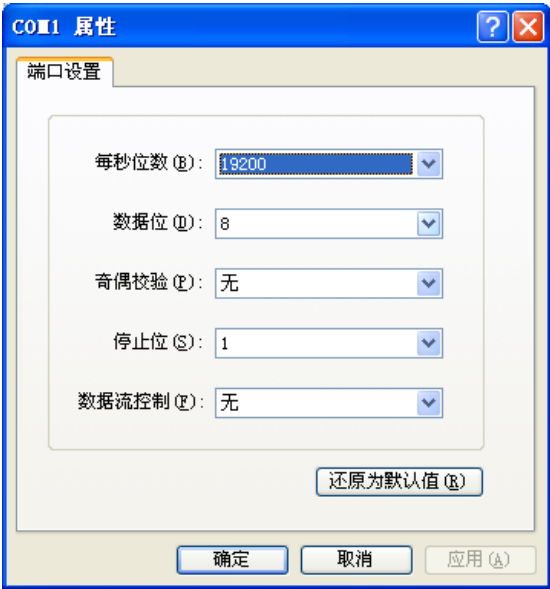 COM1 属性
端口设置
每秒位数(B): 19200
数据位(D): 8
奇偶校验(P): 无
停止位(S): 1
数据流控制(F): 无
还原为默认值(R)
确定 取消 应用(A)